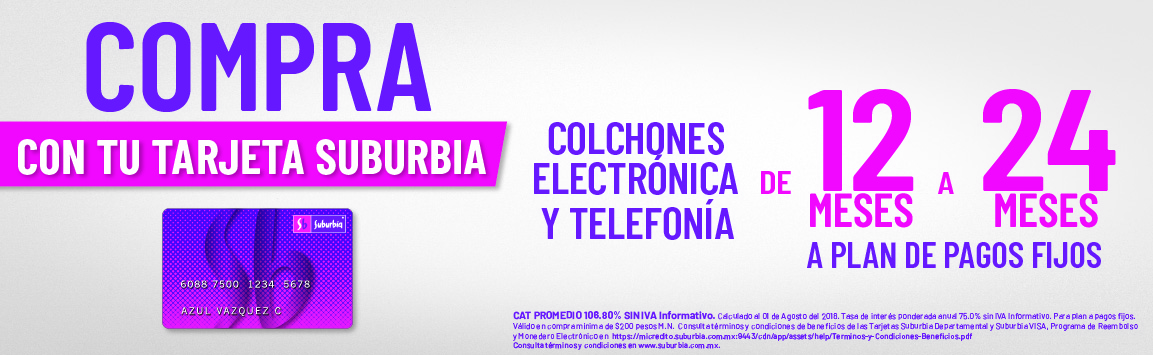 COMPRA
CON TU TARJETA SUBURBIA
Suburbia
6088 7500 1234 5678
AZUL VAZQUEZ C
COLCHONES
ELECTRÓNICA
Y TELEFONÍA
DE 12 MESES A 24 MESES
A PLAN DE PAGOS FIJOS
CAT PROMEDIO 106.80% SIN IVA Informativo. Calculado al 01 de Agosto del 2018. Tasa de interés ponderada anual 75.0% sin IVA Informativo. Para plan a pagos fijos.
Válido en compra mínima de $200 pesos M.N. Consulta términos y condiciones de beneficios de las Tarjetas Suburbia Departamental y Suburbia VISA, Programa de Reembolso
y Monedero Electrónico en https://micredito.suburbia.com.mx:9443/cdn/app/assets/help/Terminos-y-Condiciones-Beneficios.pdf
Consulta términos y condiciones en www.suburbia.com.mx.